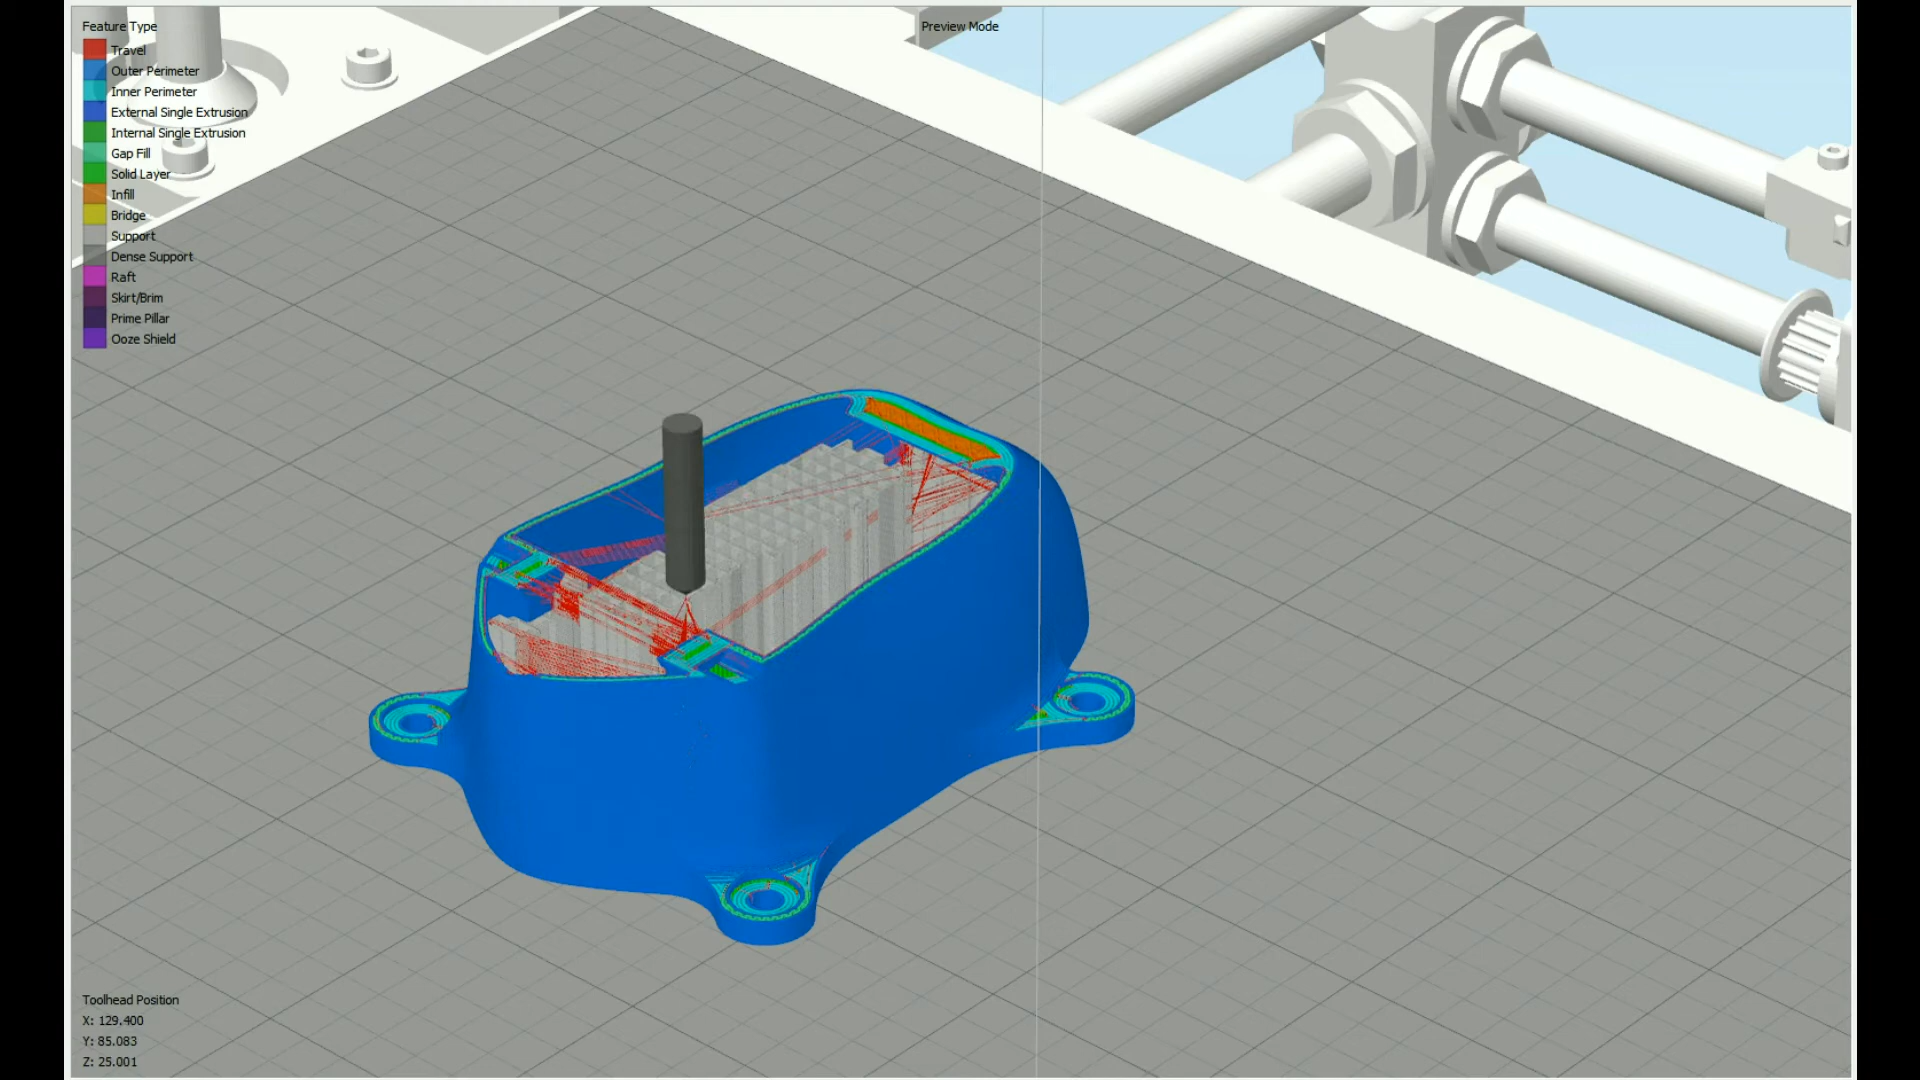 Feature Type
Travel
Outer Perimeter
Inner Perimeter
External Single Extrusion
Internal Single Extrusion
Gap Fill
Solid Layer
Infill
Bridge
Support
Dense Support
Raft
Skirt/Brim
Prime Pillar
Ooze Shield
Preview Mode
Toolhead Position
X: 129.400
Y: 85.083
Z: 25.001